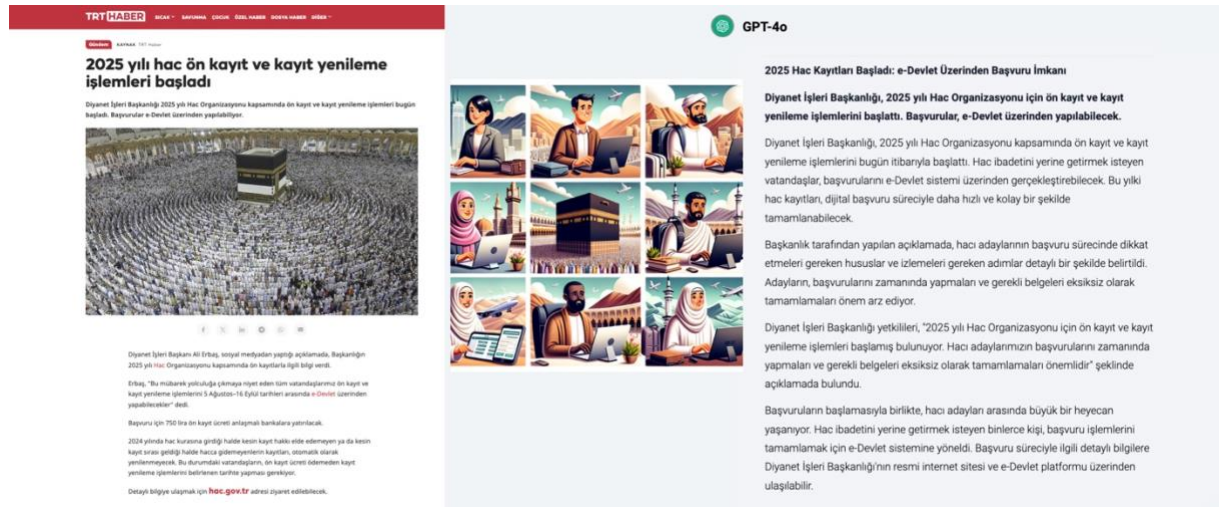 TRT HABER
SICAK SAVUNMA ÇOCUK ÖZEL HABER DOSYA HABER DİĞER
Gündem KAYNAK TRT Haber
2025 yılı hac ön kayıt ve kayıt yenileme
işlemleri başladı
Diyanet İşleri Başkanlığı 2025 yılı Hac Organizasyonu kapsamında ön kayıt ve kayıt yenileme işlemleri bugün
başladı. Başvurular e-Devlet üzerinden yapılabiliyor.
Diyanet İşleri Başkanı Ali Erbaş, sosyal medyadan yaptığı açıklamada, Başkanlığın
2025 yılı Hac Organizasyonu kapsamında ön kayıtlarla ilgili bilgi verdi.
Erbaş, "Bu mübarek yolculuğa çıkmaya niyet eden tüm vatandaşlarımız ön kayıt ve
kayıt yenileme işlemlerini 5 Ağustos–16 Eylül tarihleri arasında e-Devlet üzerinden
yapabilecekler" dedi.
Başvuru için 750 lira ön kayıt ücreti anlaşmalı bankalara yatırılacak.
2024 yılında hac kurasına girdiği halde kesin kayıt hakkı elde edemeyen ya da kesin
kayıt sırası geldiği halde hacca gidemeyenlerin kayıtları, otomatik olarak
yenilenmeyecek. Bu durumdaki vatandaşların, ön kayıt ücreti ödemeden kayıt
yenileme işlemlerini belirlenen tarihte yapması gerekiyor.
Detaylı bilgiye ulaşmak için hac.gov.tr adresi ziyaret edilebilecek.
GPT-4o
2025 Hac Kayıtları Başladı: e-Devlet Üzerinden Başvuru İmkanı
Diyanet İşleri Başkanlığı, 2025 yılı Hac Organizasyonu için ön kayıt ve kayıt
yenileme işlemlerini başlattı. Başvurular, e-Devlet üzerinden yapılabilecek.
Diyanet İşleri Başkanlığı, 2025 yılı Hac Organizasyonu kapsamında ön kayıt ve kayıt
yenileme işlemlerini bugün itibarıyla başlattı. Hac ibadetini yerine getirmek isteyen
vatandaşlar, başvurularını e-Devlet sistemi üzerinden gerçekleştirebilecek. Bu yılki
hac kayıtları, dijital başvuru süreciyle daha hızlı ve kolay bir şekilde
tamamlanabilecek.
Başkanlık tarafından yapılan açıklamada, hacı adaylarının başvuru sürecinde dikkat
etmeleri gereken hususlar ve izlemeleri gereken adımlar detaylı bir şekilde belirtildi.
Adayların, başvurularını zamanında yapmaları ve gerekli belgeleri eksiksiz olarak
tamamlamaları önem arz ediyor.
Diyanet İşleri Başkanlığı yetkilileri, "2025 yılı Hac Organizasyonu için ön kayıt ve kayıt
yenileme işlemleri başlamış bulunuyor. Hacı adaylarımızın başvurularını zamanında
yapmaları ve gerekli belgeleri eksiksiz olarak tamamlamaları önemlidir" şeklinde
açıklamada bulundu.
Başvuruların başlamasıyla birlikte, hacı adayları arasında büyük bir heyecan
yaşanıyor. Hac ibadetini yerine getirmek isteyen binlerce kişi, başvuru işlemlerini
tamamlamak için e-Devlet sistemine yöneldi. Başvuru süreciyle ilgili detaylı bilgilere
Diyanet İşleri Başkanlığı'nın resmi internet sitesi ve e-Devlet platformu üzerinden
ulaşılabilir.